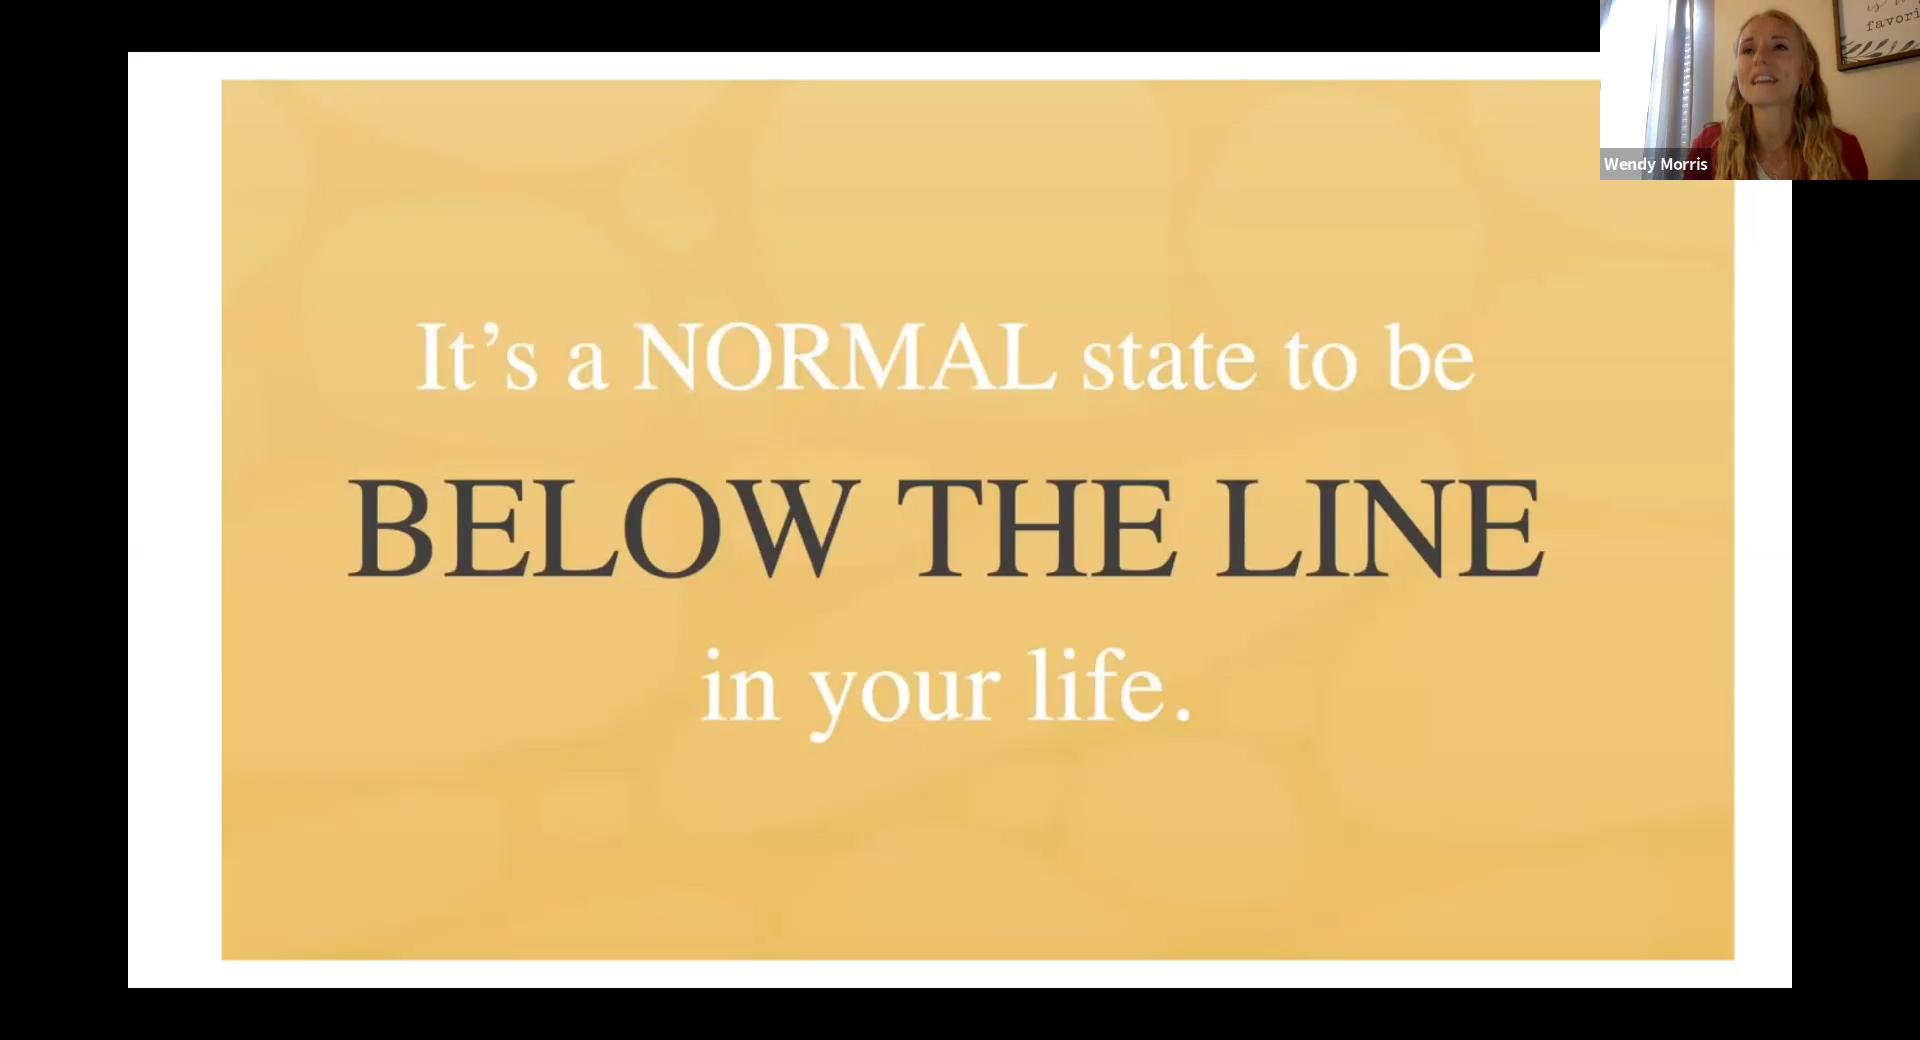 It’s a NORMAL state to be
BELOW THE LINE
in your life.
Wendy Morris